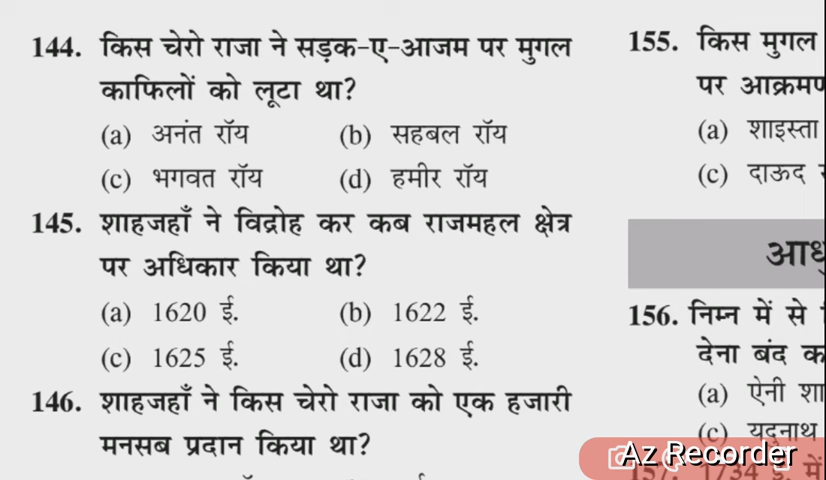 144. किस चेरो राजा ने सड़क-ए-आजम पर मुगल
काफिलों को लूटा था?
(a) अनंत रॉय (b) सहबल रॉय
(c) भगवत रॉय (d) हमीर रॉय
145. शाहजहाँ ने विद्रोह कर कब राजमहल क्षेत्र
पर अधिकार किया था?
(a) 1620 ई. (b) 1622 ई.
(c) 1625 ई. (d) 1628 ई.
146. शाहजहाँ ने किस चेरो राजा को एक हजारी
मनसब प्रदान किया था?
155. किस मुगल
पर आक्रमण
(a) शाइस्ता
(c) दाऊद
156. निम्न में से
देना बंद
(a) ऐनी
(c) यदुनाथ
157. 1734 ई. में
Az Recorder